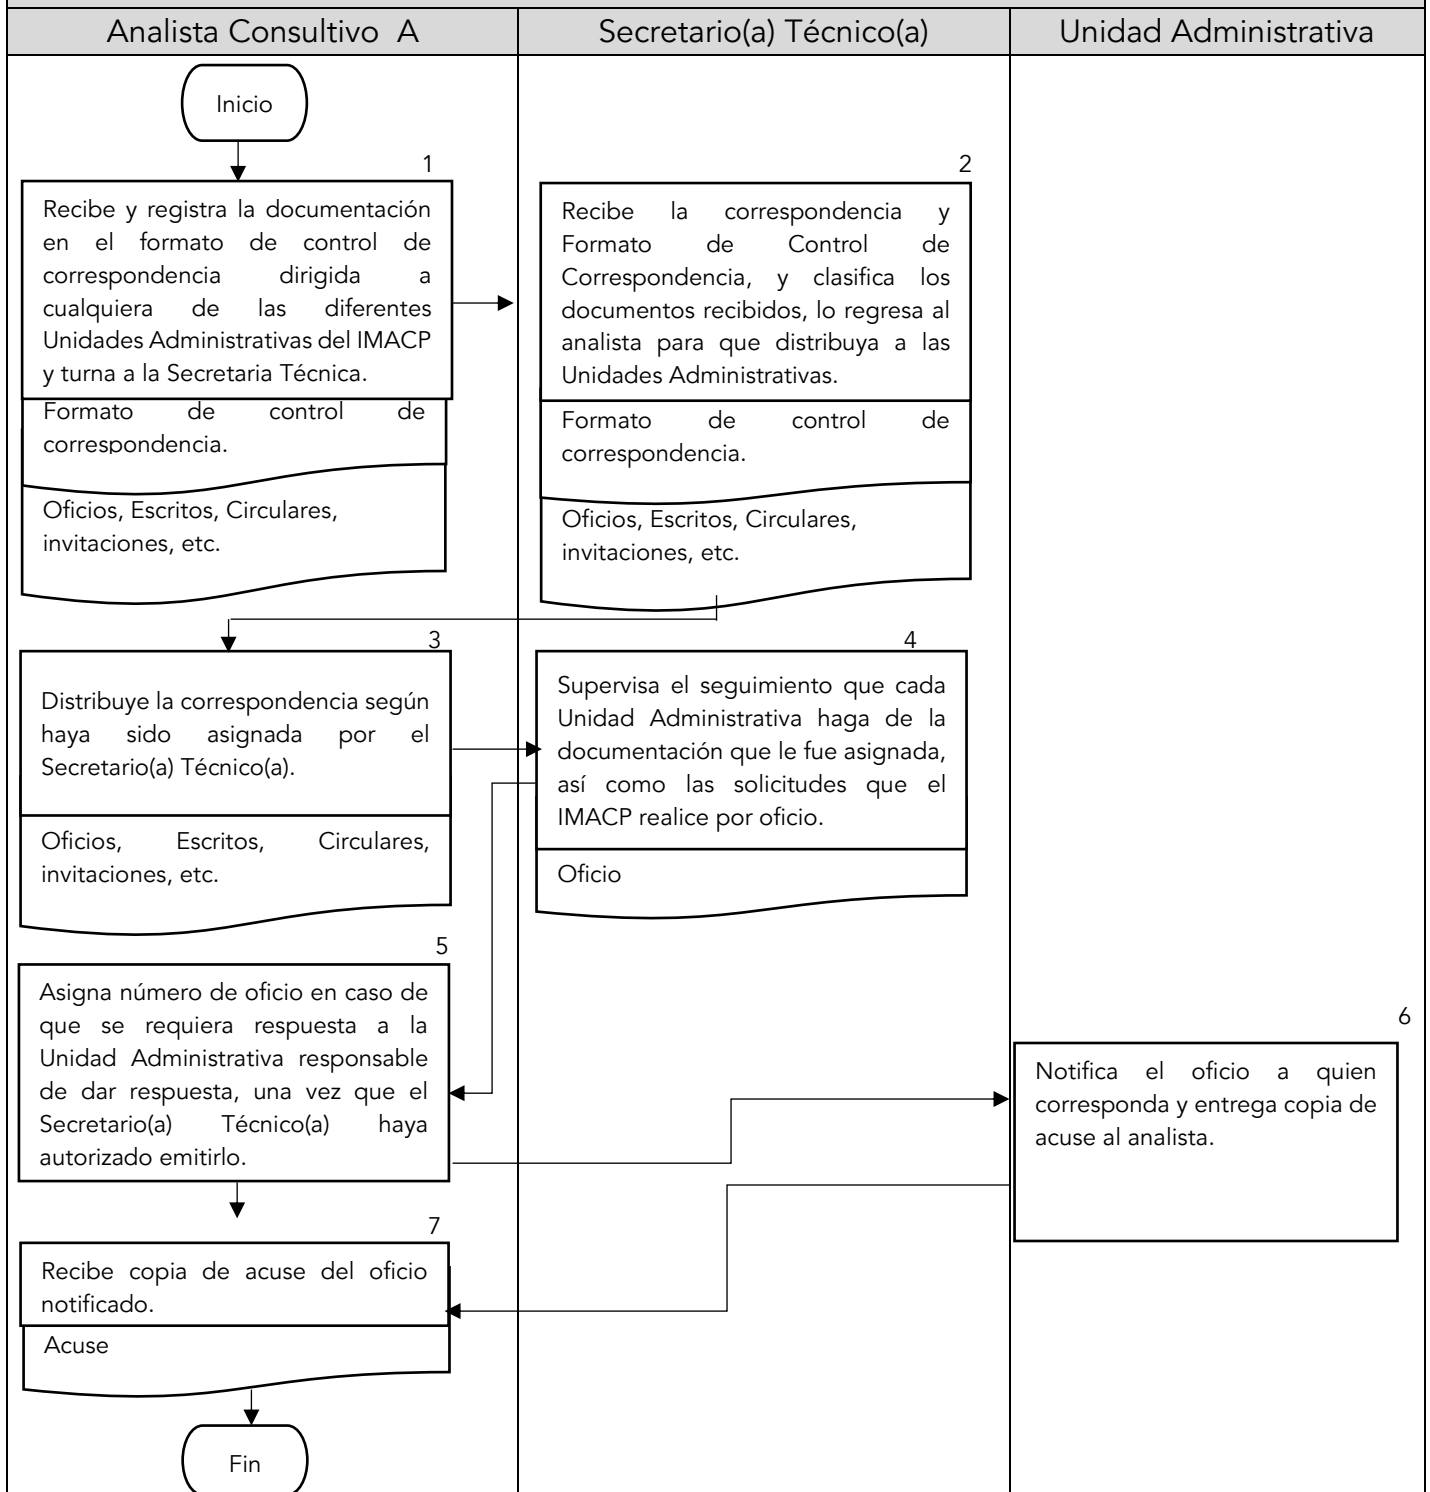 Analista Consultivo A
Secretario(a) Técnico(a)
Unidad Administrativa
Inicio
1
Recibe y registra la documentación
en el formato de control de
correspondencia dirigida a
cualquiera de las diferentes
Unidades Administrativas del IMACP
y turna a la Secretaria Técnica.
Formato de control de
correspondencia.
Oficios, Escritos, Circulares,
invitaciones, etc.
2
Recibe la correspondencia y
Formato de Control de
Correspondencia, y clasifica los
documentos recibidos, lo regresa al
analista para que distribuya a las
Unidades Administrativas.
Formato de control de
correspondencia.
Oficios, Escritos, Circulares,
invitaciones, etc.
3
Distribuye la correspondencia según
haya sido asignada por el
Secretario(a) Técnico(a).
Oficios, Escritos, Circulares,
invitaciones, etc.
4
Supervisa el seguimiento que cada
Unidad Administrativa haga de la
documentación que le fue asignada,
así como las solicitudes que el
IMACP realice por oficio.
Oficio
5
Asigna número de oficio en caso de
que se requiera respuesta a la
Unidad Administrativa responsable
de dar respuesta, una vez que el
Secretario(a) Técnico(a) haya
autorizado emitirlo.
6
Notifica el oficio a quien
corresponda y entrega copia de
acuse al analista.
7
Recibe copia de acuse del oficio
notificado.
Acuse
Fin